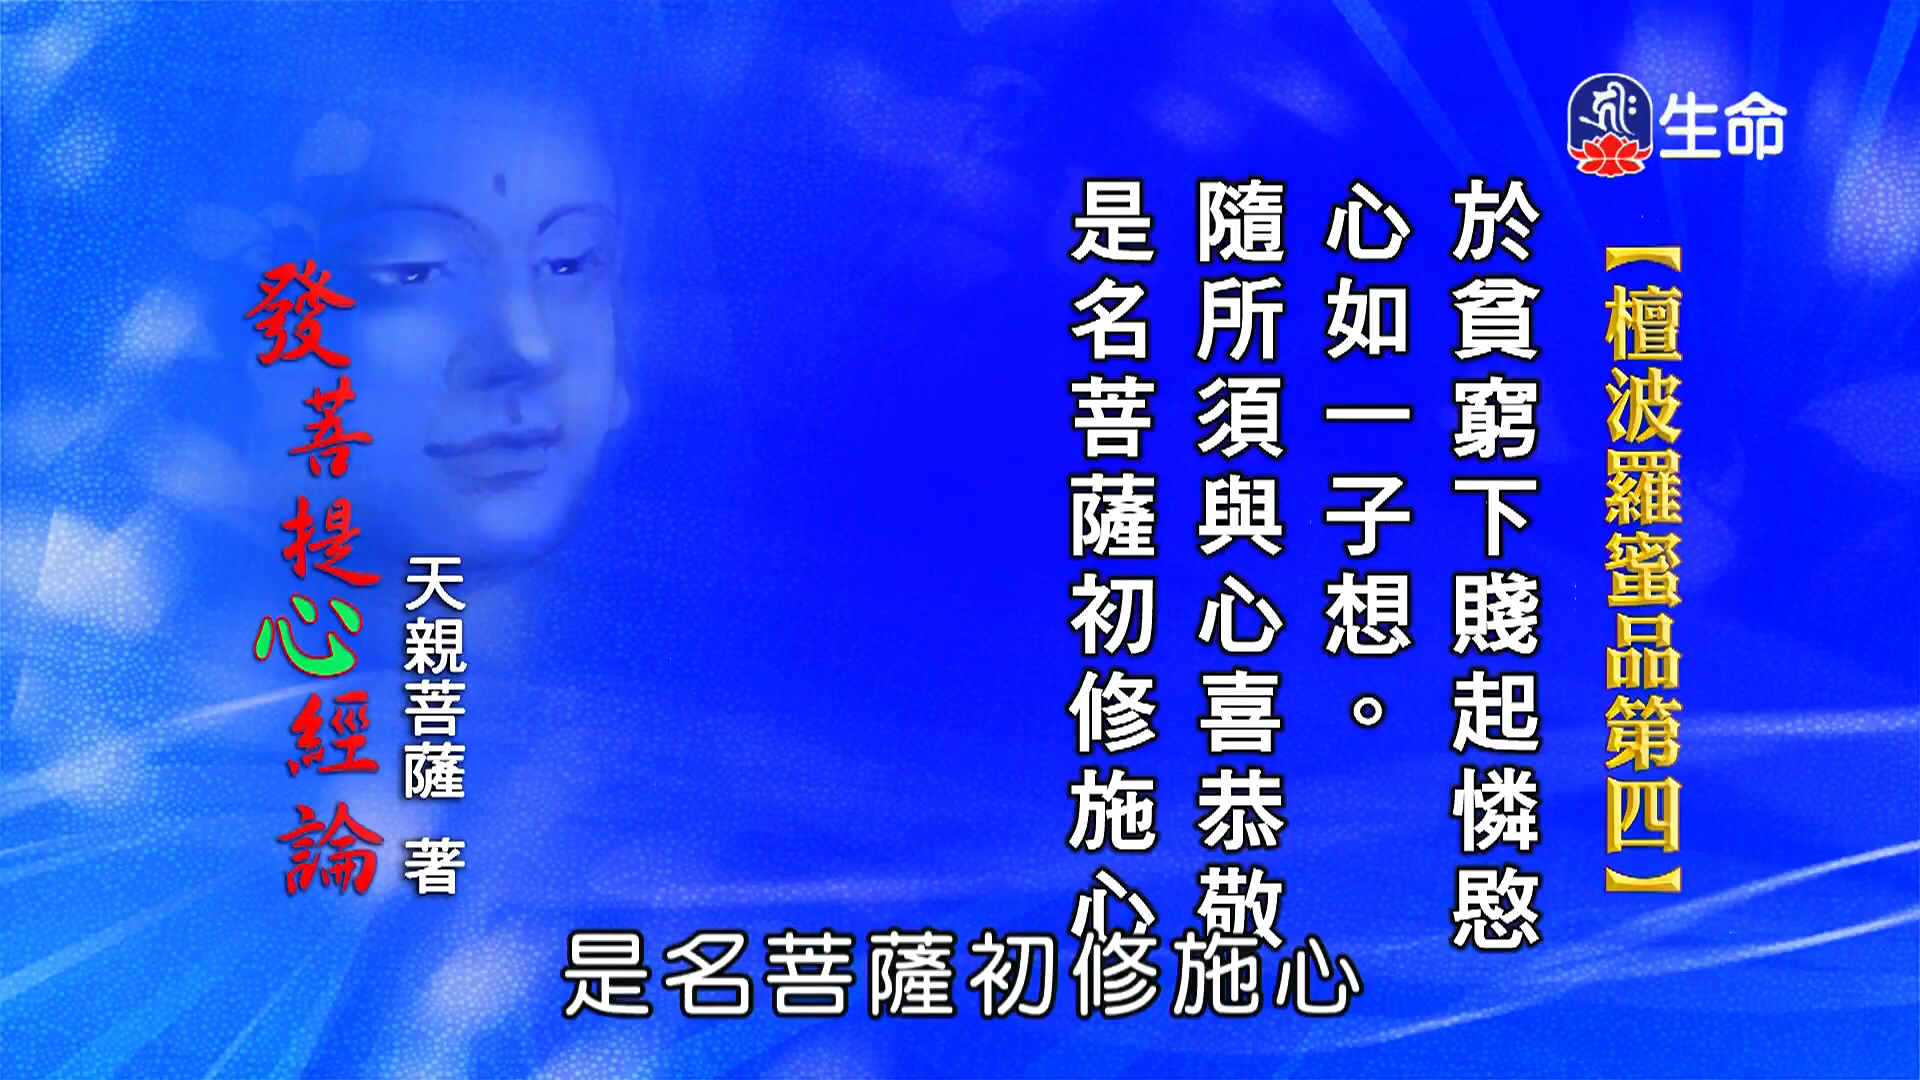 生命
【檀波羅蜜品第四】
於貧窮下賤起憐愍
心如一子想。
隨所須與心喜恭敬
是名菩薩初修施心
天親菩薩 著
發菩提心經論
是名菩薩初修施心